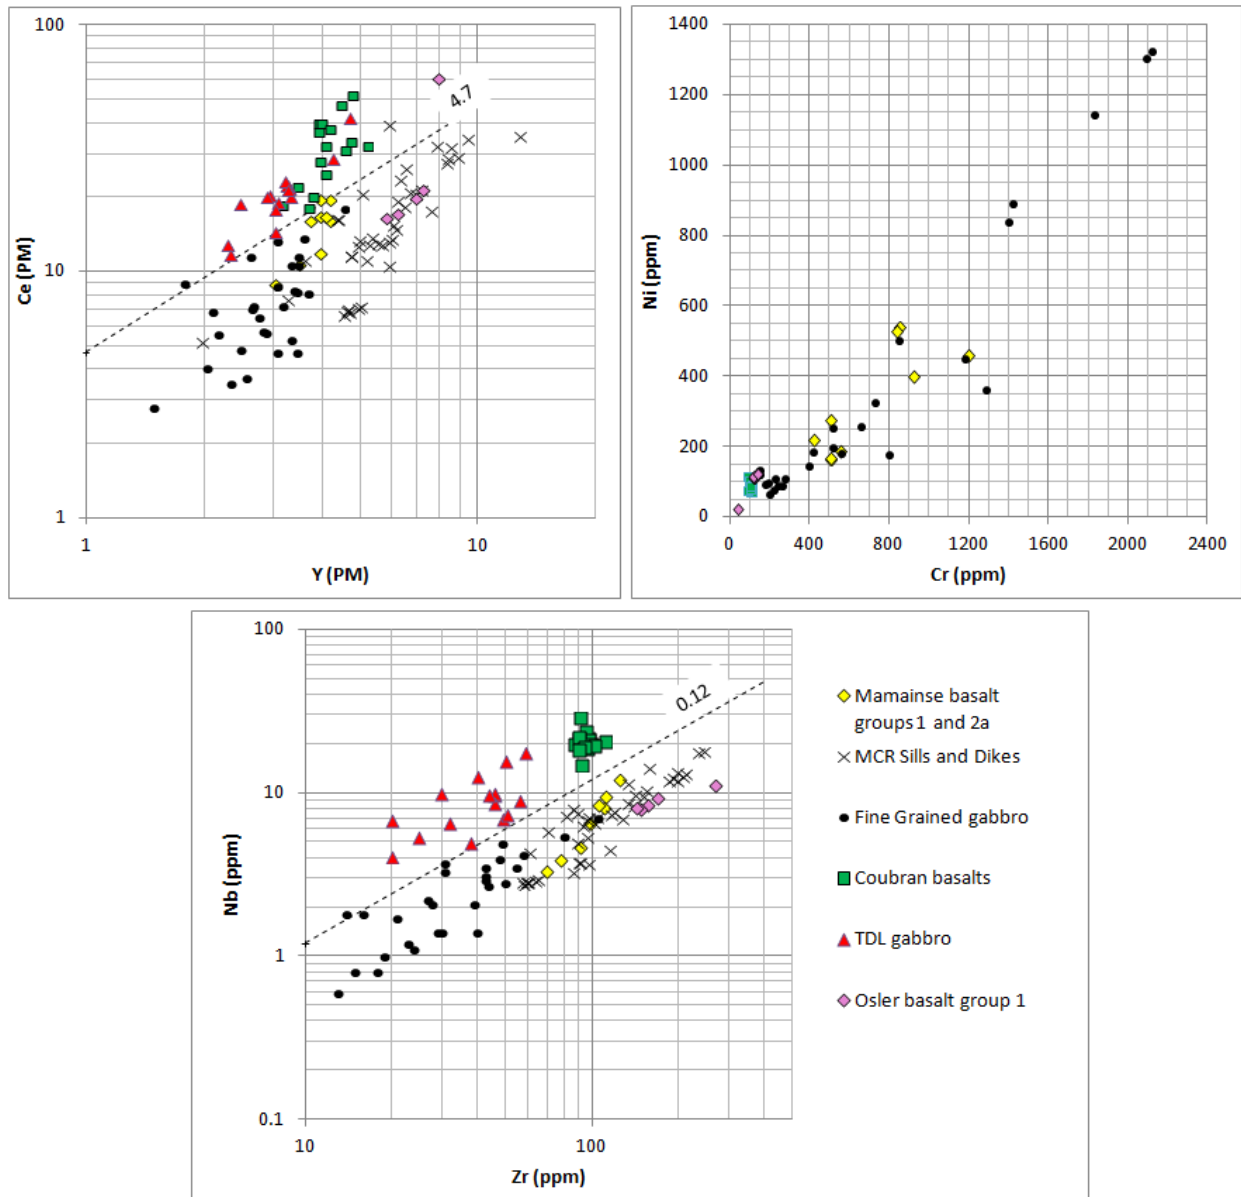 100
10
1
Ce (PM)
4.7
1
10
Y (PM)
1400
1200
1000
800
600
400
200
0
Ni (ppm)
0
400
800
1200
1600
2000
2400
Cr (ppm)
100
10
1
0.1
Nb (ppm)
0.12
10
100
Zr (ppm)
Mamainse basalt
groups1 and 2a
MCR Sills and Dikes
Fine Grained gabbro
Coubran basalts
TDL gabbro
Osler basalt group 1